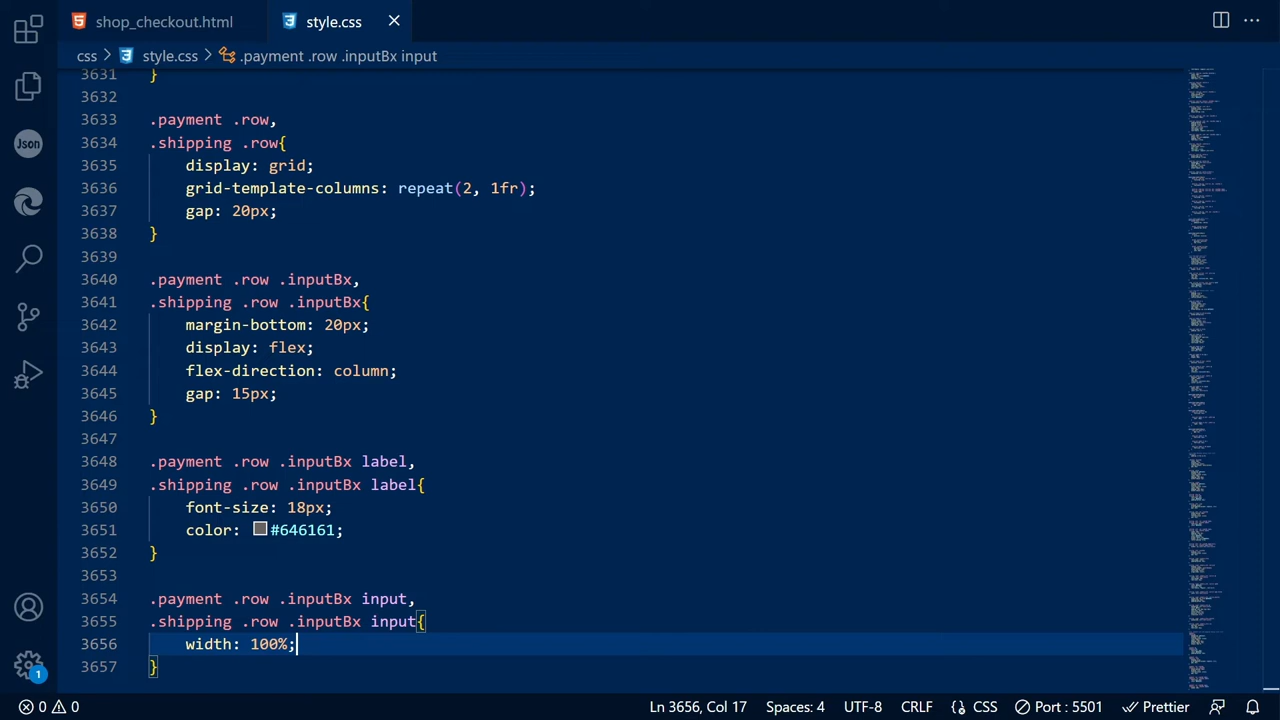 shop_checkout.html
style.css
css > style.css > .payment .row .inputBx input
3631 }
3632
3633 .payment .row,
3634 .shipping .row{
3635 display: grid;
3636 grid-template-columns: repeat(2, 1fr);
3637 gap: 20px;
3638 }
3639
3640 .payment .row .inputBx,
3641 .shipping .row .inputBx{
3642 margin-bottom: 20px;
3643 display: flex;
3644 flex-direction: column;
3645 gap: 15px;
3646 }
3647
3648 .payment .row .inputBx label,
3649 .shipping .row .inputBx label{
3650 font-size: 18px;
3651 color: #646161;
3652 }
3653
3654 .payment .row .inputBx input,
3655 .shipping .row .inputBx input{
3656 width: 100%;
3657 }
Json
1
0 0 Ln 3656, Col 17 Spaces: 4 UTF-8 CRLF {} CSS Port : 5501 Prettier